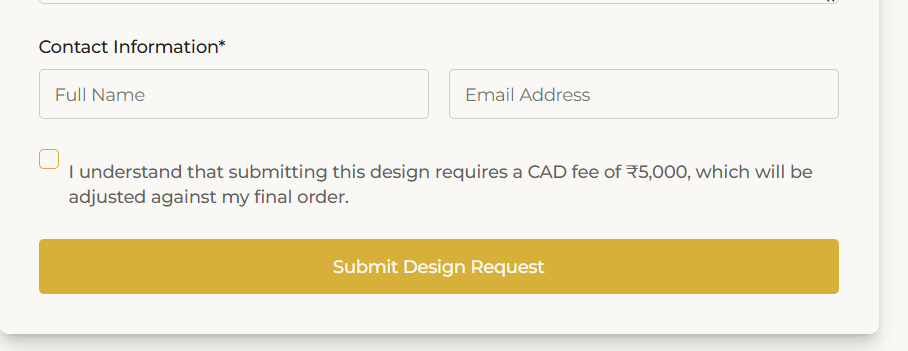 Contact Information*
Full Name
Email Address
I understand that submitting this design requires a CAD fee of ₹5,000, which will be
adjusted against my final order.
Submit Design Request